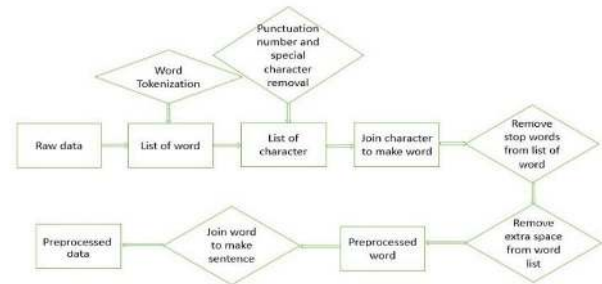 Punctuation
number and
special
character
removal
Word
Tokenization
Raw data
List of word
List of
character
Join character
to make word
Remove
stop words
from list of
word
Remove
extra space
from word
list
Preprocessed
word
Join word
to make
sentence
Preprocessed
data